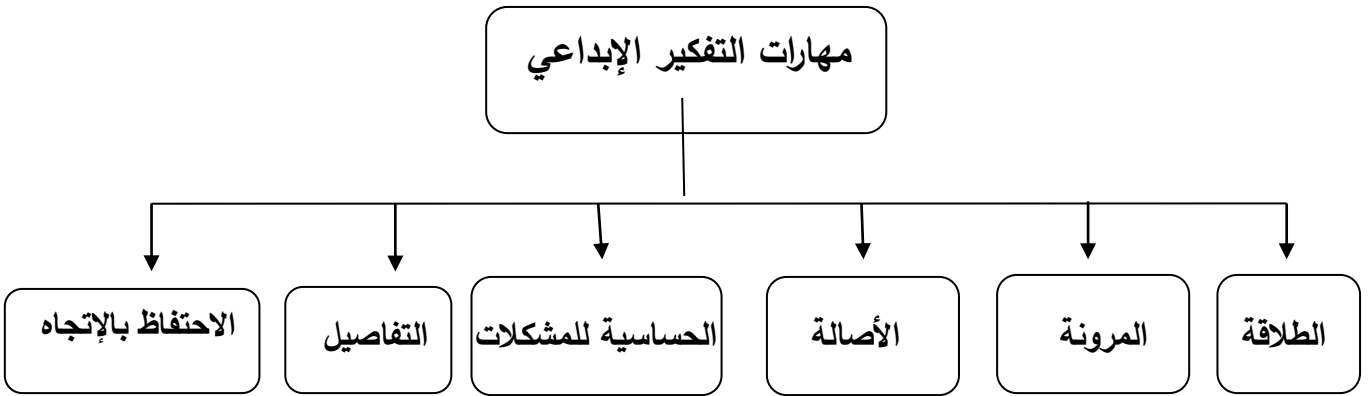 مهارات التفكير الإبداعي
الطلاقة
المرونة
الأصالة
الحساسية للمشكلات
التفاصيل
الاحتفاظ بالإتجاه